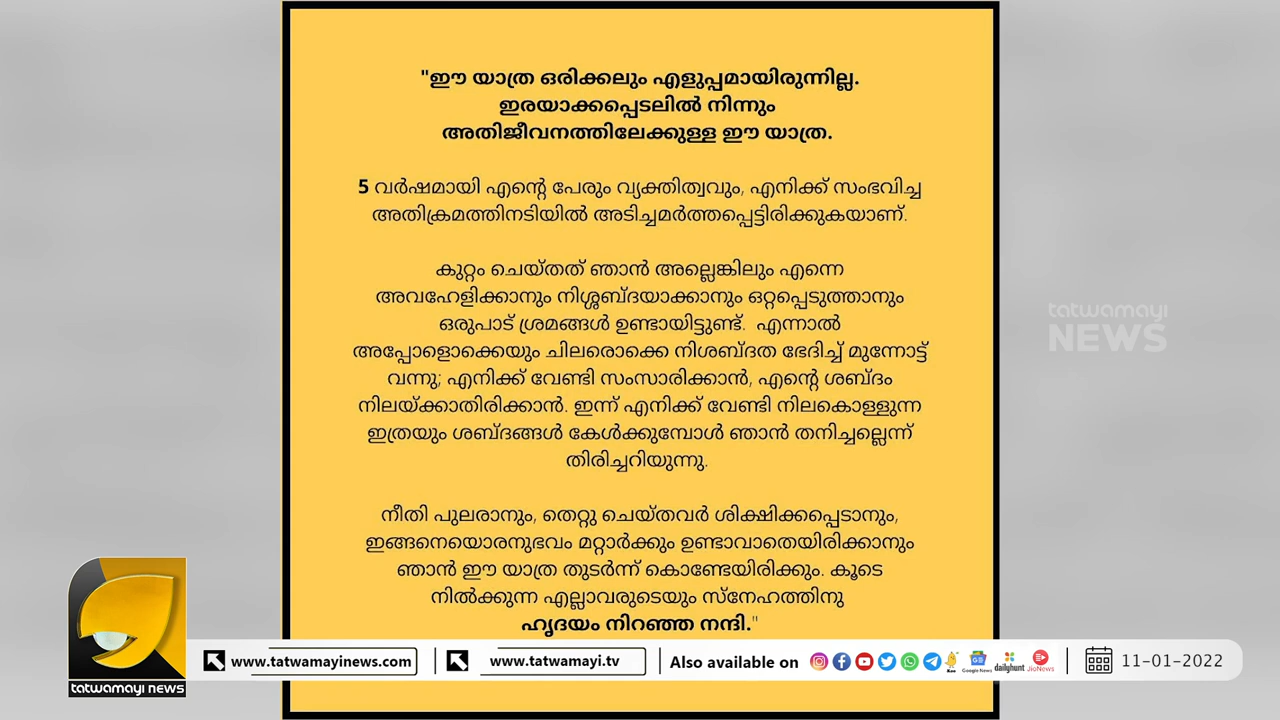 "ഈ യാത്ര ഒരിക്കലും എളുപ്പമായിരുന്നില്ല.
ഇരയാക്കപ്പെടലിൽ നിന്നും
അതിജീവനത്തിലേക്കുള്ള ഈ യാത്ര.
5 വർഷമായി എന്റെ പേരും വ്യക്തിത്വവും, എനിക്ക് സംഭവിച്ച
അതിക്രമത്തിനടിയിൽ അടിച്ചമർത്തപ്പെട്ടിരിക്കുകയാണ്.
കുറ്റം ചെയ്തത് ഞാൻ അല്ലെങ്കിലും എന്നെ
അവഹേളിക്കാനും നിശ്ശബ്ദയാക്കാനും ഒറ്റപ്പെടുത്താനും
ഒരുപാട് ശ്രമങ്ങൾ ഉണ്ടായിട്ടുണ്ട്. എന്നാൽ
അപ്പോളൊക്കെയും ചിലരൊക്കെ നിശബ്ദത ഭേദിച്ച് മുന്നോട്ട്
വന്നു; എനിക്ക് വേണ്ടി സംസാരിക്കാൻ, എന്റെ ശബ്ദം
നിലയ്ക്കാതിരിക്കാൻ. ഇന്ന് എനിക്ക് വേണ്ടി നിലകൊള്ളുന്ന
ഇത്രയും ശബ്ദങ്ങൾ കേൾക്കുമ്പോൾ ഞാൻ തനിച്ചല്ലെന്ന്
തിരിച്ചറിയുന്നു.
നീതി പുലരാനും, തെറ്റു ചെയ്തവർ ശിക്ഷിക്കപ്പെടാനും,
ഇങ്ങനെയൊരനുഭവം മറ്റാർക്കും ഉണ്ടാവാതെയിരിക്കാനും
ഞാൻ ഈ യാത്ര തുടർന്ന് കൊണ്ടേയിരിക്കും. കൂടെ
നിൽക്കുന്ന എല്ലാവരുടെയും സ്നേഹത്തിനു
ഹൃദയം നിറഞ്ഞ നന്ദി."
tatwamayi
NEWS
tatwamayi news
www.tatwamayinews.com
www.tatwamayi.tv
Also available on
Koo
Google News
dailyhunt
JioNews
11-01-2022